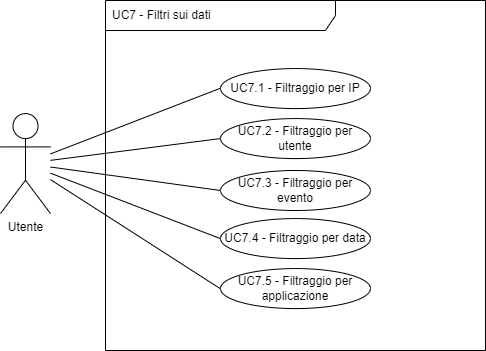 UC7 - Filtri sui dati
UC7.1 - Filtraggio per IP
UC7.2 - Filtraggio per
utente
UC7.3 - Filtraggio per
evento
Utente
UC7.4 - Filtraggio per data
UC7.5 - Filtraggio per
applicazione